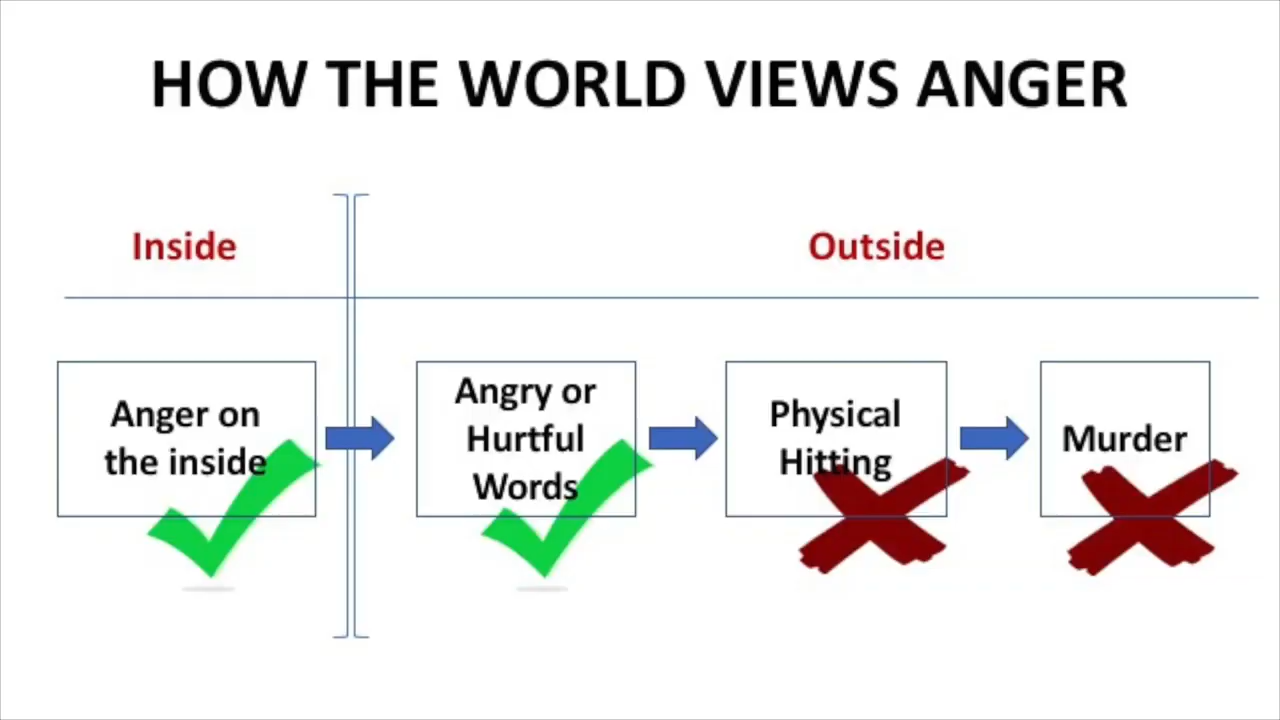 HOW THE WORLD VIEWS ANGER
Inside
Outside
Anger on
the inside
Angry or
Hurtful
Words
Physical
Hitting
Murder